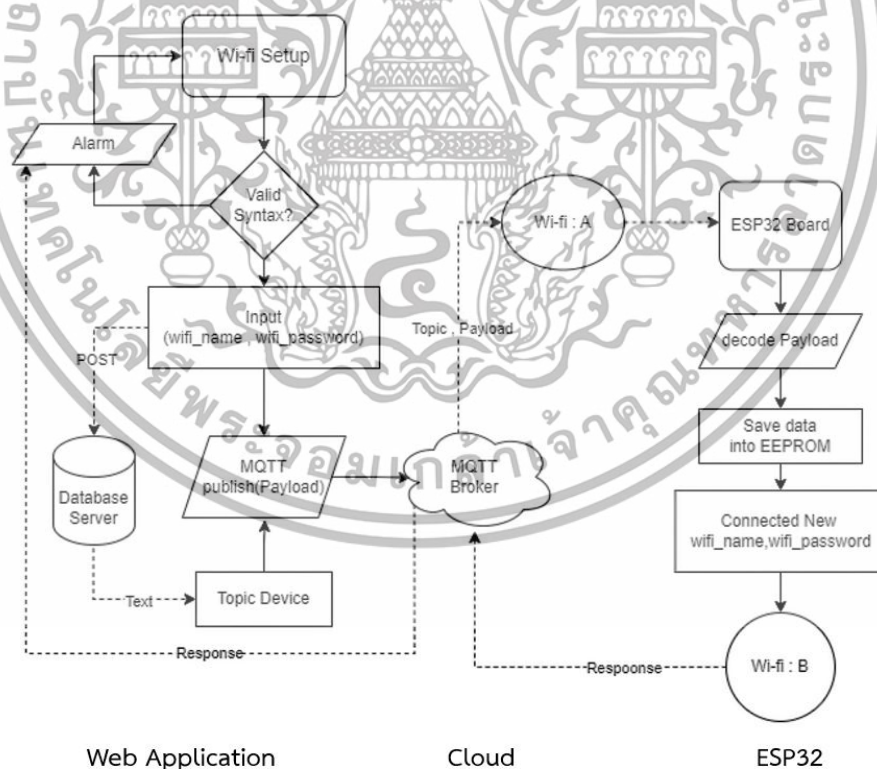 Wi-fi Setup
Alarm
Valid
Syntax?
Wi-fi : A
ESP32 Board
Input
(wifi_name , wifi_password)
Topic , Payload
decode Payload
POST
Save data
into EEPROM
MQTT
publish(Payload)
MQTT
Broker
Database
Server
Connected New
wifi_name,wifi_password
Text
Topic Device
Response
Respoonse
Wi-fi : B
Web Application
Cloud
ESP32